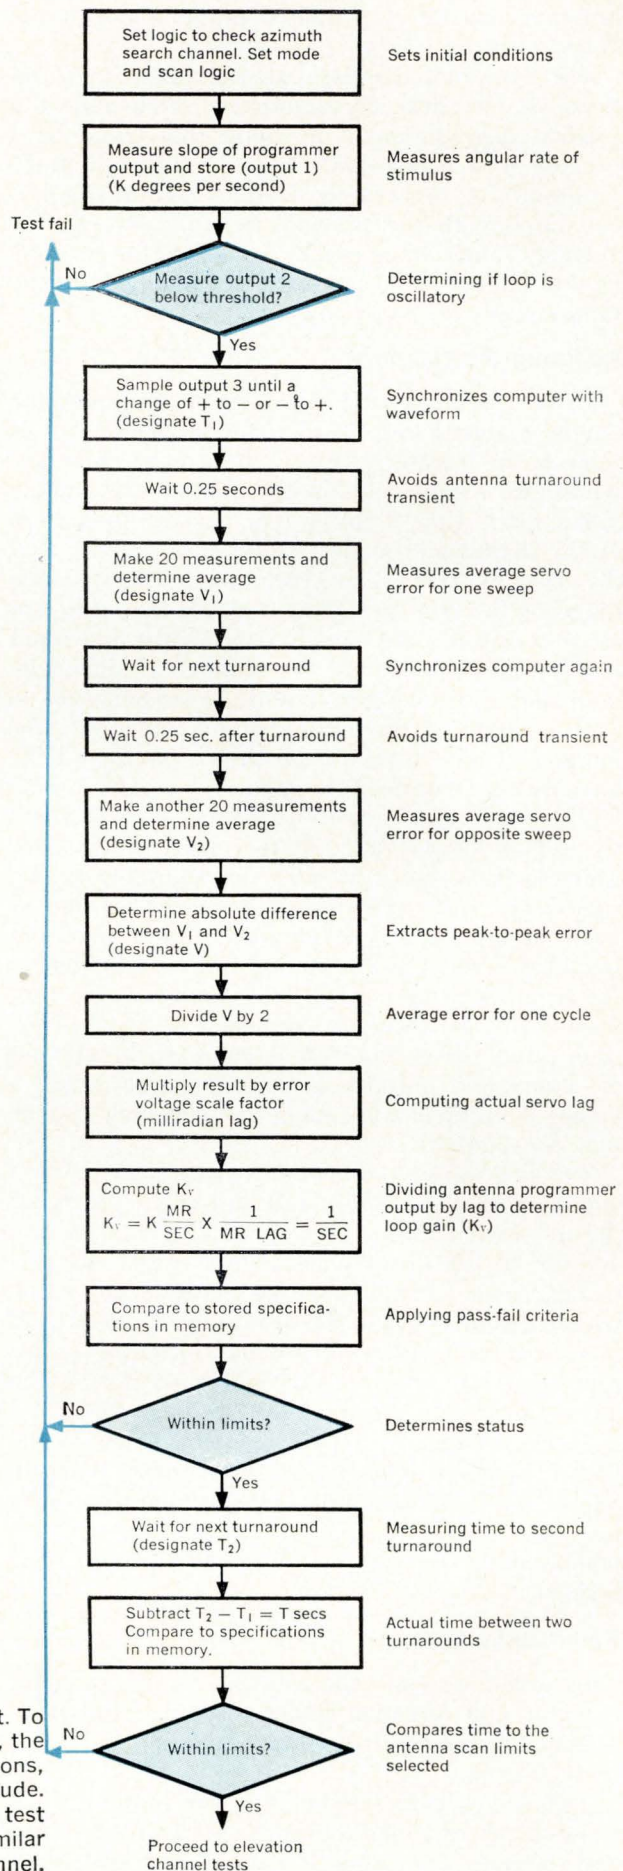 Set logic to check azimuth
search channel. Set mode
and scan logic
Sets initial conditions
Measure slope of programmer
output and store (output 1)
(K degrees per second)
Measures angular rate of
stimulus
Test fail
No
Measure output 2
below threshold?
Determining if loop is
oscillatory
Yes
Sample output 3 until a
change of + to − or − to +.
(designate T₁)
Synchronizes computer with
waveform
Wait 0.25 seconds
Avoids antenna turnaround
transient
Make 20 measurements and
determine average
(designate V₁)
Measures average servo
error for one sweep
Wait for next turnaround
Synchronizes computer again
Wait 0.25 sec. after turnaround
Avoids turnaround transient
Make another 20 measurements
and determine average
(designate V₂)
Measures average servo
error for opposite sweep
Determine absolute difference
between V₁ and V₂
(designate V)
Extracts peak-to-peak error
Divide V by 2
Average error for one cycle
Multiply result by error
voltage scale factor
(milliradian lag)
Computing actual servo lag
Compute Kᵥ
Kᵥ = K MR/SEC X 1/MR LAG = 1/SEC
Dividing antenna programmer
output by lag to determine
loop gain (Kᵥ)
Compare to stored specifica-
tions in memory
Applying pass-fail criteria
No
Within limits?
Determines status
Yes
Wait for next turnaround
(designate T₂)
Measuring time to second
turnaround
Subtract T₂ − T₁ = T secs
Compare to specifications
in memory.
Actual time between two
turnarounds
t. To
, the
ons,
ude.
test
milar
nnel.
No
Within limits?
Compares time to the
antenna scan limits
selected
Yes
Proceed to elevation
channel tests